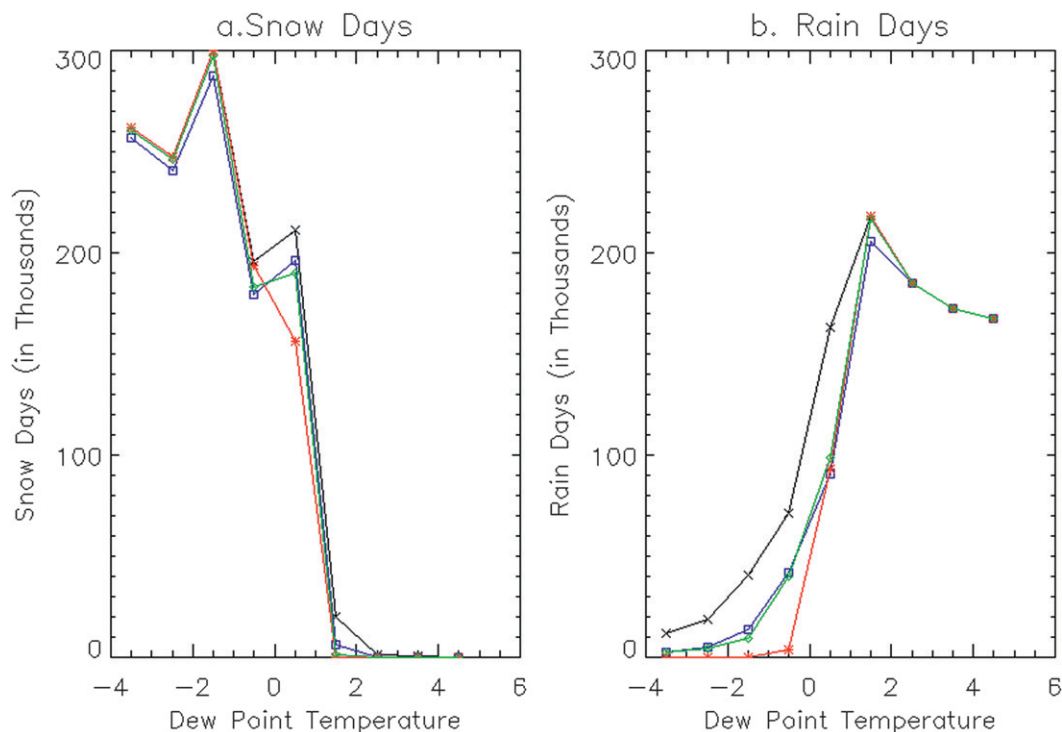 a.Snow Days
300
200
100
0
Snow Days (in Thousands)
-4 -2 0 2 4 6
Dew Point Temperature
b. Rain Days
300
200
100
0
Rain Days (in Thousands)
-4 -2 0 2 4 6
Dew Point Temperature